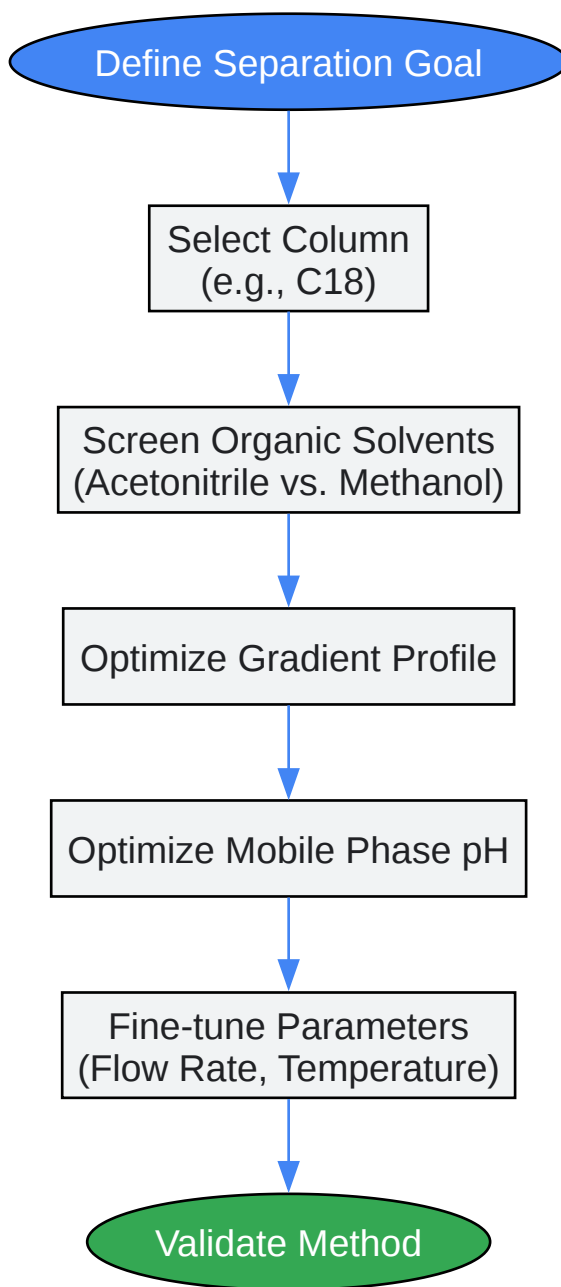 Define Separation Goal
Select Column
(e.g., C18)
Screen Organic Solvents
(Acetonitrile vs. Methanol)
Optimize Gradient Profile
Optimize Mobile Phase pH
Fine-tune Parameters
(Flow Rate, Temperature)
Validate Method